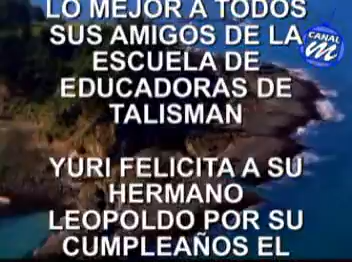 LO MEJOR A TODOS
SUS AMIGOS DE LA
ESCUELA DE
EDUCADORAS DE
TALISMAN
YURI FELICITA A SU
HERMANO
LEOPOLDO POR SU
CUMPLEAÑOS EL
CANAL
m